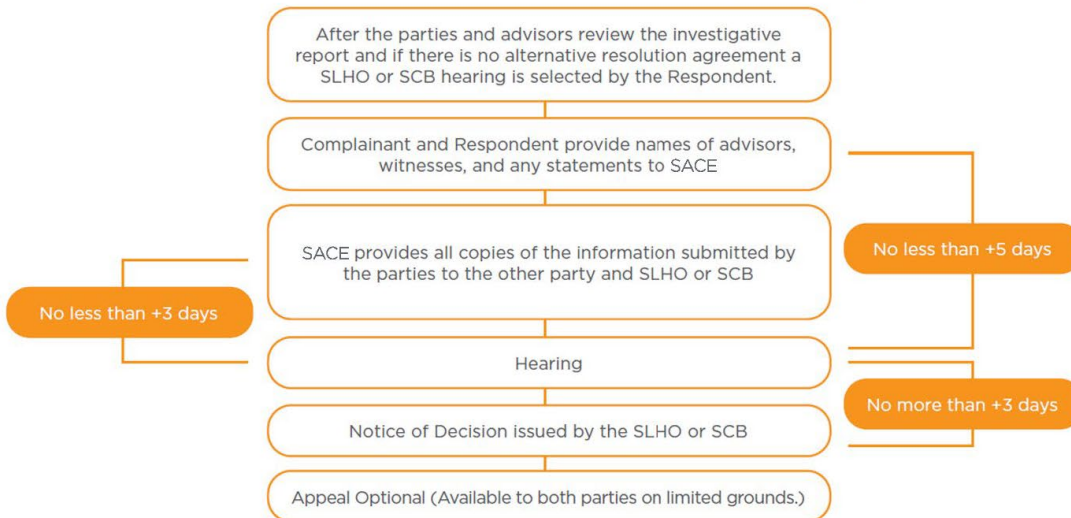 After the parties and advisors review the investigative
report and if there is no alternative resolution agreement a
SLHO or SCB hearing is selected by the Respondent.
Complainant and Respondent provide names of advisors,
witnesses, and any statements to SACE
No less than +5 days
SACE provides all copies of the information submitted by
the parties to the other party and SLHO or SCB
No less than +3 days
Hearing
No more than +3 days
Notice of Decision issued by the SLHO or SCB
Appeal Optional (Available to both parties on limited grounds.)